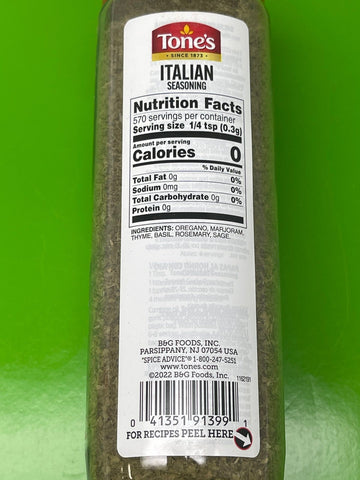 TONE'S
• SINCE 1873 •
ITALIAN
SEASONING
Nutrition Facts
570 servings per container
Serving size 1/4 tsp (0.3g)
Amount per serving
Calories 0
% Daily Value
Total Fat 0g 0%
Sodium 0mg 0%
Total Carbohydrate 0g 0%
Protein 0g
INGREDIENTS: OREGANO, MARJORAM,
THYME, BASIL, ROSEMARY, SAGE.
B&G FOODS, INC.
PARSIPPANY, NJ 07054 USA
"SPICE ADVICE"® 1-800-247-5251
www.tones.com
©2022 B&G Foods, Inc.
1162191
0 41351 91399 1
FOR RECIPES PEEL HERE